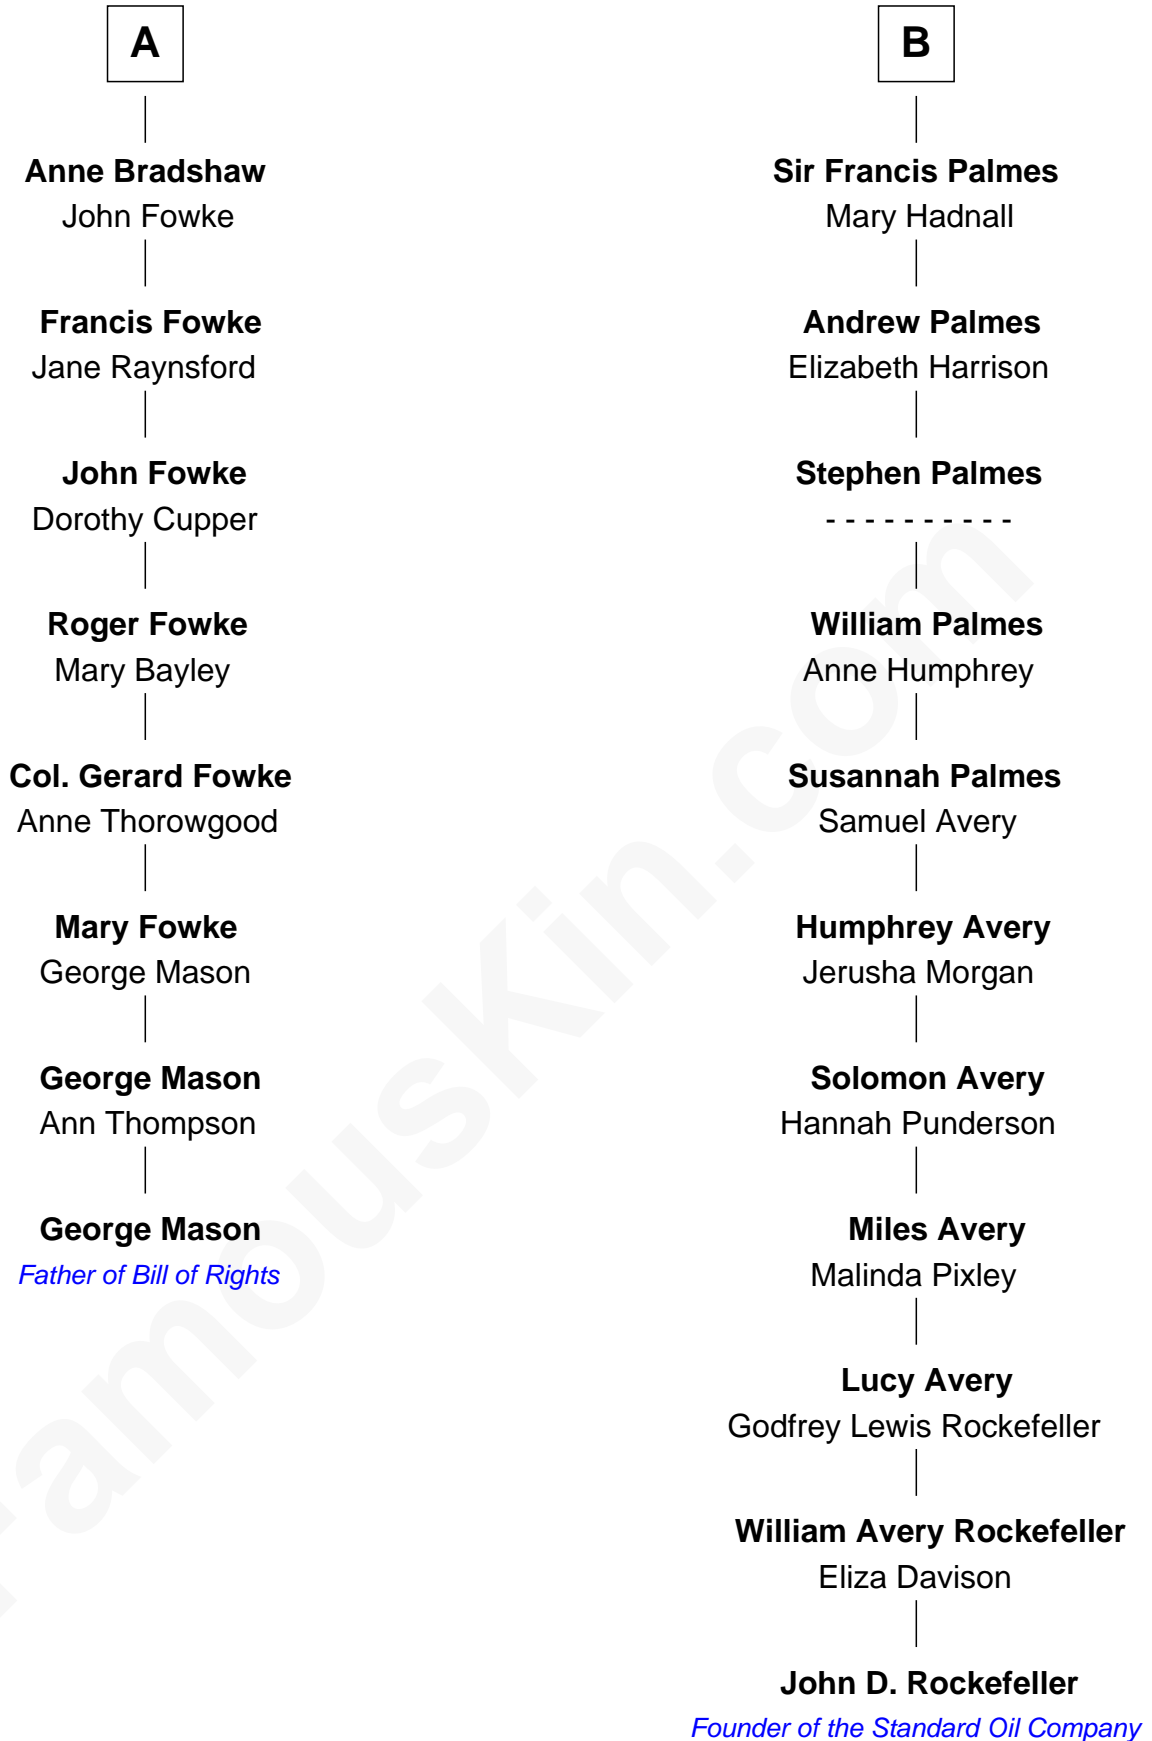 A
Anne Bradshaw
John Fowke
Francis Fowke
Jane Raynsford
John Fowke
Dorothy Cupper
Roger Fowke
Mary Bayley
Col. Gerard Fowke
Anne Thorowgood
Mary Fowke
George Mason
George Mason
Ann Thompson
George Mason
Father of Bill of Rights
B
Sir Francis Palmes
Mary Hadnall
Andrew Palmes
Elizabeth Harrison
Stephen Palmes
- - - - - - - - - -
William Palmes
Anne Humphrey
Susannah Palmes
Samuel Avery
Humphrey Avery
Jerusha Morgan
Solomon Avery
Hannah Punderson
Miles Avery
Malinda Pixley
Lucy Avery
Godfrey Lewis Rockefeller
William Avery Rockefeller
Eliza Davison
John D. Rockefeller
Founder of the Standard Oil Company
FamousKin.com